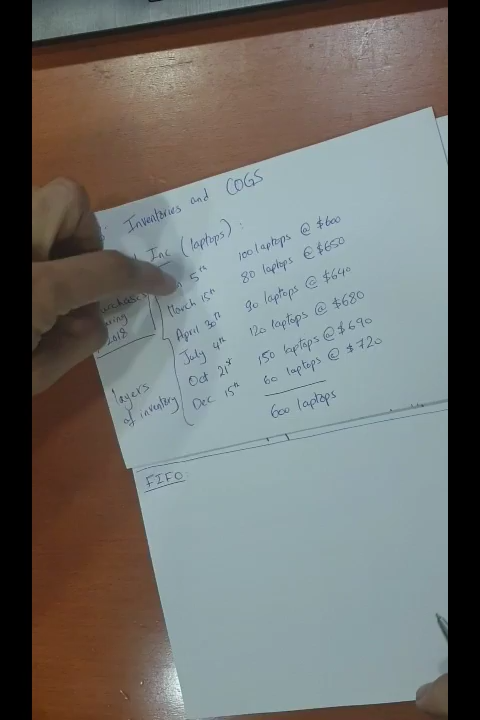 Inventories and COGS
Inc (laptops):
5th 100 laptops @ $600
March 15th 80 laptops @ $650
April 30th 90 laptops @ $640
July 4th 120 laptops @ $680
Oct 21st 150 laptops @ $690
Dec 15th 60 laptops @ $720
600 laptops
2018
layers
of inventory
FIFO: